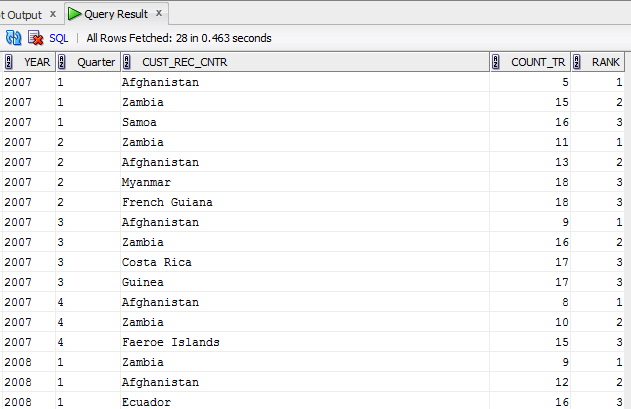 t Output x Query Result x
SQL | All Rows Fetched: 28 in 0.463 seconds
YEAR Quarter CUST_REC_CNTR COUNT_TR RANK
2007 1 Afghanistan 5 1
2007 1 Zambia 15 2
2007 1 Samoa 16 3
2007 2 Zambia 11 1
2007 2 Afghanistan 13 2
2007 2 Myanmar 18 3
2007 2 French Guiana 18 3
2007 3 Afghanistan 9 1
2007 3 Zambia 16 2
2007 3 Costa Rica 17 3
2007 3 Guinea 17 3
2007 4 Afghanistan 8 1
2007 4 Zambia 10 2
2007 4 Faeroe Islands 15 3
2008 1 Zambia 9 1
2008 1 Afghanistan 12 2
2008 1 Ecuador 16 3